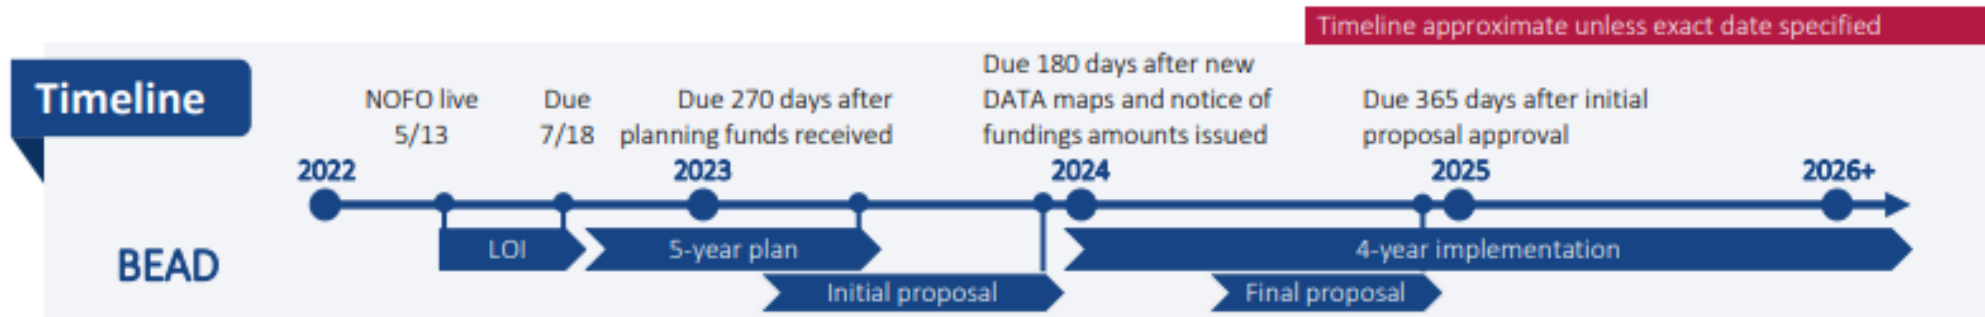 Timeline approximate unless exact date specified
Timeline
NOFO live
5/13
Due
7/18
Due 270 days after
planning funds received
Due 180 days after new
DATA maps and notice of
fundings amounts issued
Due 365 days after initial
proposal approval
2022
2023
2024
2025
2026+
BEAD
LOI
5-year plan
4-year implementation
Initial proposal
Final proposal